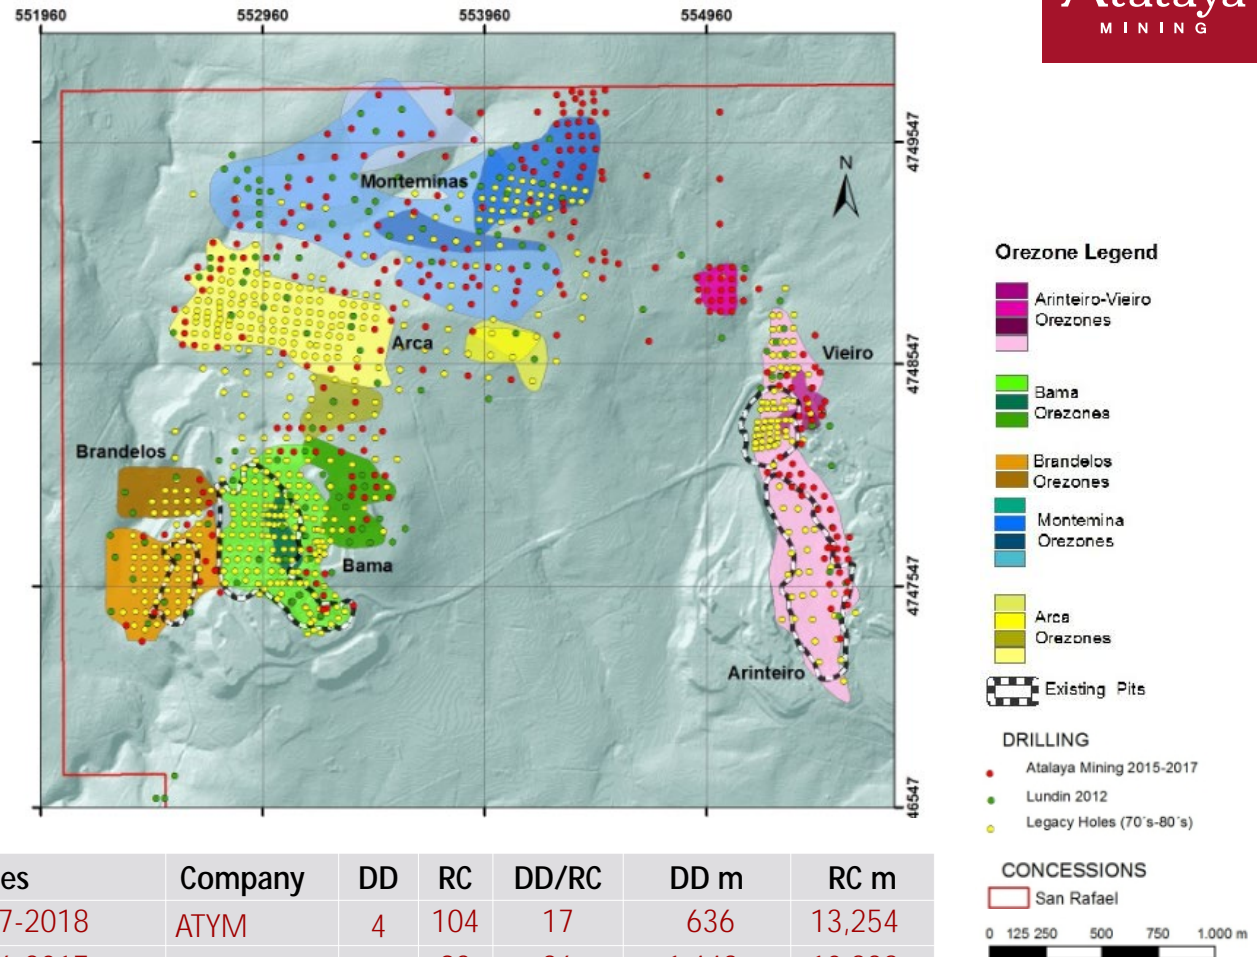 Atalaya
MINING
551960 552960 553960 554960
4749547
N
Monteminas
Arca
Vieiro
4748547
Brandelos
Bama
4747547
Arinteiro
46547
Orezone Legend
Arinteiro-Vieiro
Orezones
Bama
Orezones
Brandelos
Orezones
Montemina
Orezones
Arca
Orezones
Existing Pits
DRILLING
Atalaya Mining 2015-2017
Lundin 2012
Legacy Holes (70´s-80´s)
CONCESSIONS
San Rafael
0 125 250 500 750 1.000 m
es Company DD RC DD/RC DD m RC m
7-2018 ATYM 4 104 17 636 13,254